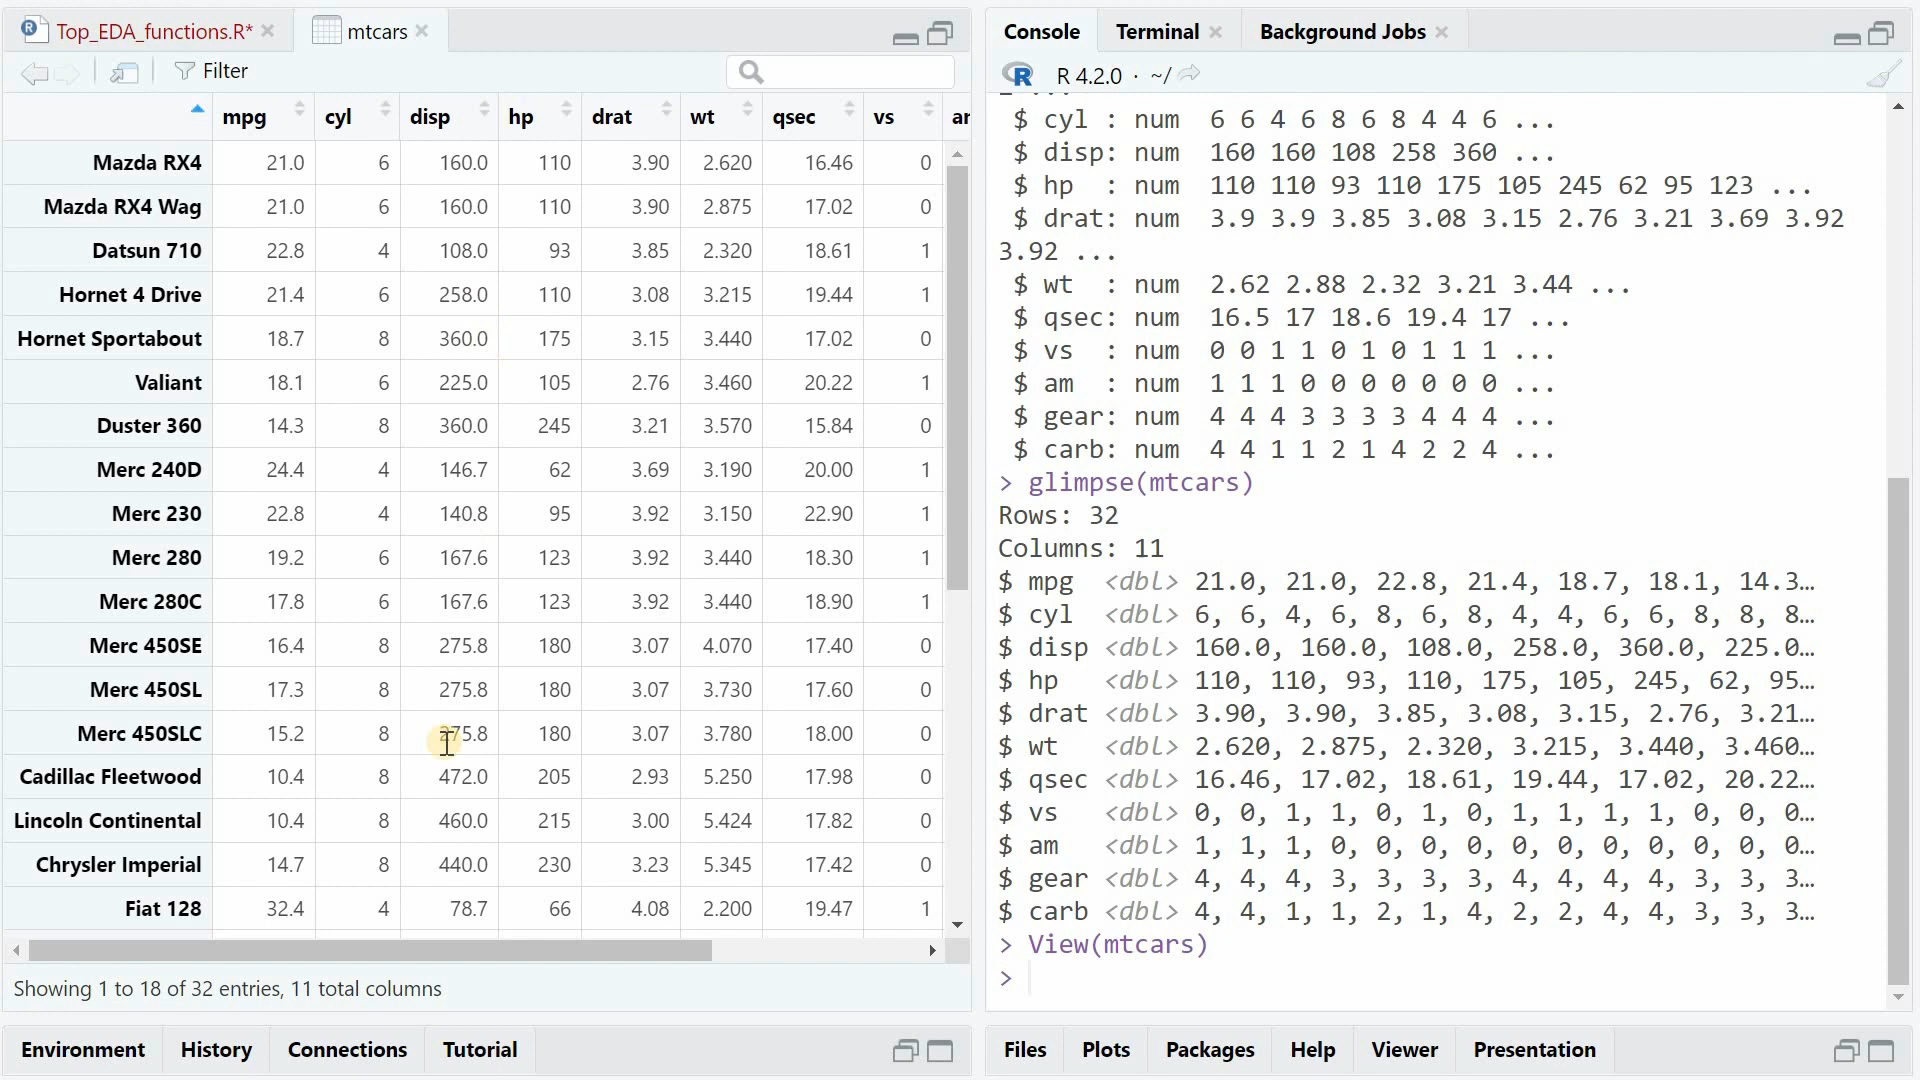 Top_EDA_functions.R*
mtcars
Filter
mpg cyl disp hp drat wt qsec vs
Mazda RX4 21.0 6 160.0 110 3.90 2.620 16.46 0
Mazda RX4 Wag 21.0 6 160.0 110 3.90 2.875 17.02 0
Datsun 710 22.8 4 108.0 93 3.85 2.320 18.61 1
Hornet 4 Drive 21.4 6 258.0 110 3.08 3.215 19.44 1
Hornet Sportabout 18.7 8 360.0 175 3.15 3.440 17.02 0
Valiant 18.1 6 225.0 105 2.76 3.460 20.22 1
Duster 360 14.3 8 360.0 245 3.21 3.570 15.84 0
Merc 240D 24.4 4 146.7 62 3.69 3.190 20.00 1
Merc 230 22.8 4 140.8 95 3.92 3.150 22.90 1
Merc 280 19.2 6 167.6 123 3.92 3.440 18.30 1
Merc 280C 17.8 6 167.6 123 3.92 3.440 18.90 1
Merc 450SE 16.4 8 275.8 180 3.07 4.070 17.40 0
Merc 450SL 17.3 8 275.8 180 3.07 3.730 17.60 0
Merc 450SLC 15.2 8 275.8 180 3.07 3.780 18.00 0
Cadillac Fleetwood 10.4 8 472.0 205 2.93 5.250 17.98 0
Lincoln Continental 10.4 8 460.0 215 3.00 5.424 17.82 0
Chrysler Imperial 14.7 8 440.0 230 3.23 5.345 17.42 0
Fiat 128 32.4 4 78.7 66 4.08 2.200 19.47 1
Showing 1 to 18 of 32 entries, 11 total columns
Environment History Connections Tutorial
Console Terminal Background Jobs
R R 4.2.0 · ~/
$ cyl : num 6 6 4 6 8 6 8 4 4 6 ...
$ disp: num 160 160 108 258 360 ...
$ hp : num 110 110 93 110 175 105 245 62 95 123 ...
$ drat: num 3.9 3.9 3.85 3.08 3.15 2.76 3.21 3.69 3.92
3.92 ...
$ wt : num 2.62 2.88 2.32 3.21 3.44 ...
$ qsec: num 16.5 17 18.6 19.4 17 ...
$ vs : num 0 0 1 1 0 1 0 1 1 1 ...
$ am : num 1 1 1 0 0 0 0 0 0 0 ...
$ gear: num 4 4 4 3 3 3 3 4 4 4 ...
$ carb: num 4 4 1 1 2 1 4 2 2 4 ...
> glimpse(mtcars)
Rows: 32
Columns: 11
$ mpg <dbl> 21.0, 21.0, 22.8, 21.4, 18.7, 18.1, 14.3…
$ cyl <dbl> 6, 6, 4, 6, 8, 6, 8, 4, 4, 6, 6, 8, 8, 8…
$ disp <dbl> 160.0, 160.0, 108.0, 258.0, 360.0, 225.0…
$ hp <dbl> 110, 110, 93, 110, 175, 105, 245, 62, 95…
$ drat <dbl> 3.90, 3.90, 3.85, 3.08, 3.15, 2.76, 3.21…
$ wt <dbl> 2.620, 2.875, 2.320, 3.215, 3.440, 3.460…
$ qsec <dbl> 16.46, 17.02, 18.61, 19.44, 17.02, 20.22…
$ vs <dbl> 0, 0, 1, 1, 0, 1, 0, 1, 1, 1, 1, 0, 0, 0…
$ am <dbl> 1, 1, 1, 0, 0, 0, 0, 0, 0, 0, 0, 0, 0, 0…
$ gear <dbl> 4, 4, 4, 3, 3, 3, 3, 4, 4, 4, 4, 3, 3, 3…
$ carb <dbl> 4, 4, 1, 1, 2, 1, 4, 2, 2, 4, 4, 3, 3, 3…
> View(mtcars)
>
Files Plots Packages Help Viewer Presentation